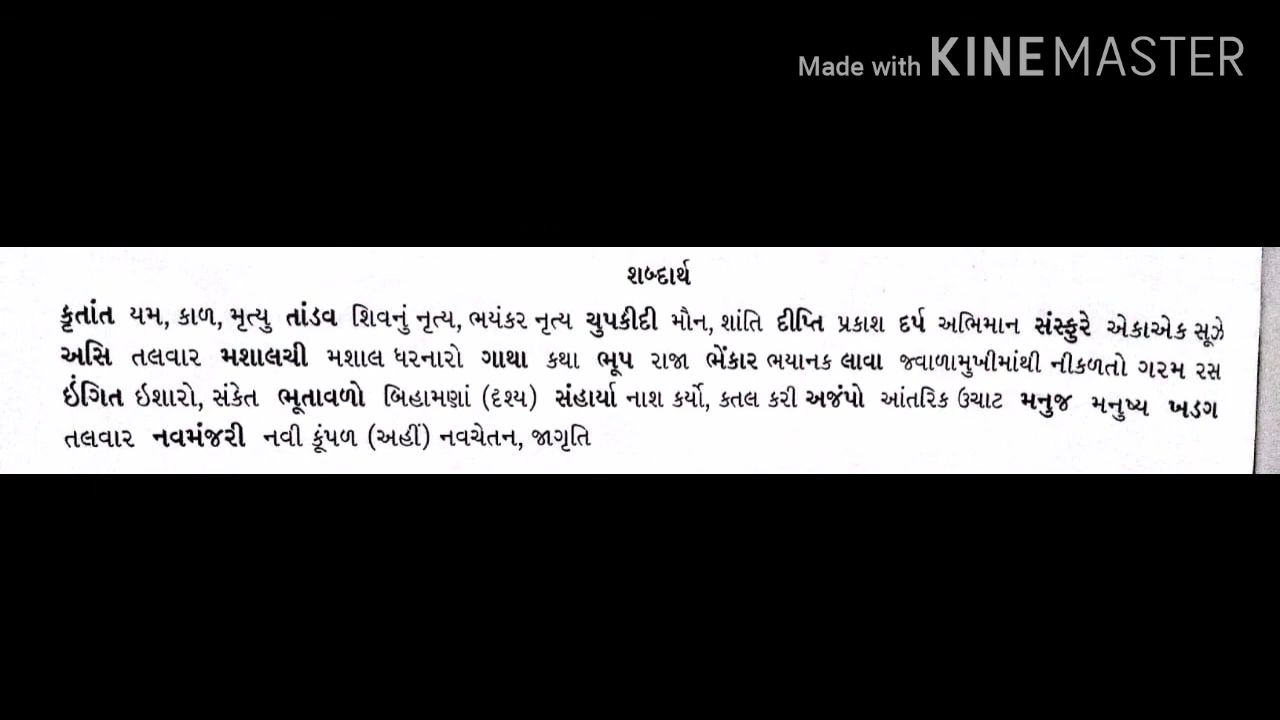 Made with KINEMASTER
શબ્દાર્થ
કૃતાંત યમ, કાળ, મૃત્યુ તાંડવ શિવનું નૃત્ય, ભયંકર નૃત્ય ચુપકીદી મૌન, શાંતિ દીપ્તિ પ્રકાશ દર્પ અભિમાન સંસ્ફુરે એકાએક સૂઝે
અસિ તલવાર મશાલચી મશાલ ધરનારો ગાથા કથા ભૂપ રાજા ભેંકાર ભયાનક લાવા જ્વાળામુખીમાંથી નીકળતો ગરમ રસ
ઇંગિત ઇશારો, સંકેત ભૂતાવળો બિહામણાં (દૃશ્ય) સંહાર્યા નાશ કર્યો, કતલ કરી અજંપો આંતરિક ઉચાટ મનુજ મનુષ્ય ખડગ
તલવાર નવમંજરી નવી કૂંપળ (અહીં) નવચેતન, જાગૃતિ